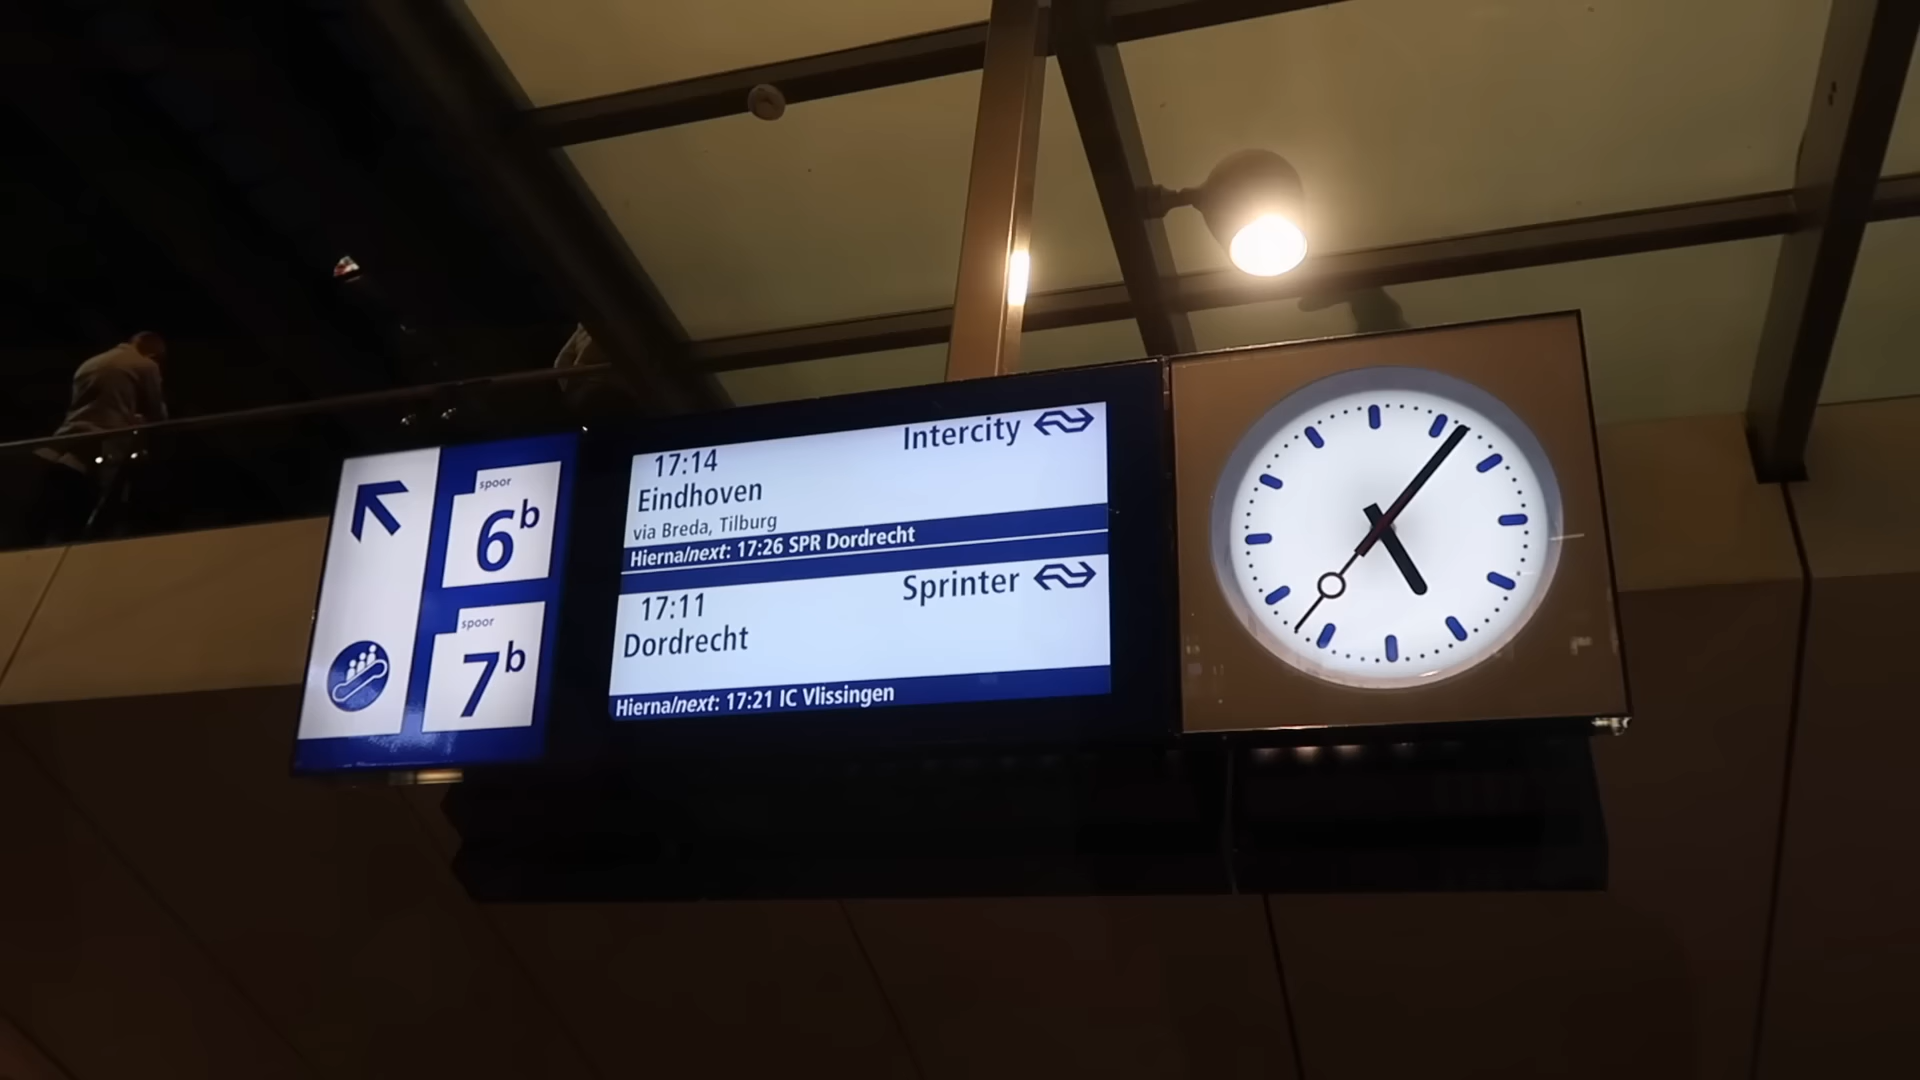 spoor
6b
spoor
7b
Intercity
17:14
Eindhoven
via Breda, Tilburg
Hierna/next: 17:26 SPR Dordrecht
Sprinter
17:11
Dordrecht
Hierna/next: 17:21 IC Vlissingen